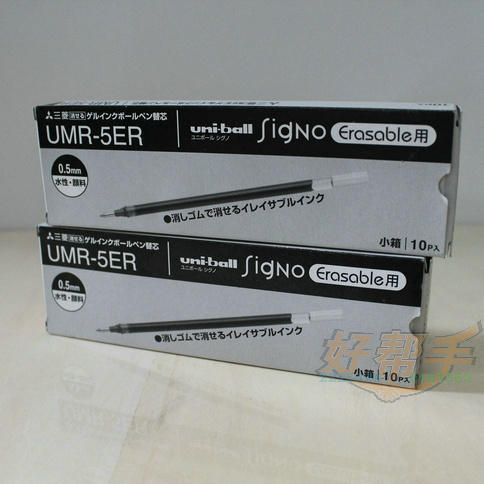 三菱 消せる ゲルインクボールペン替芯
UMR-5ER
uni-ball SigNO Erasable用
ユニボール シグノ
0.5mm
水性・顔料
●消しゴムで消せるイレイサブルインク
小箱 10P入
三菱 消せる ゲルインクボールペン替芯
UMR-5ER
uni-ball SigNO Erasable用
ユニボール シグノ
0.5mm
水性・顔料
●消しゴムで消せるイレイサブルインク
小箱 10P入
好帮手